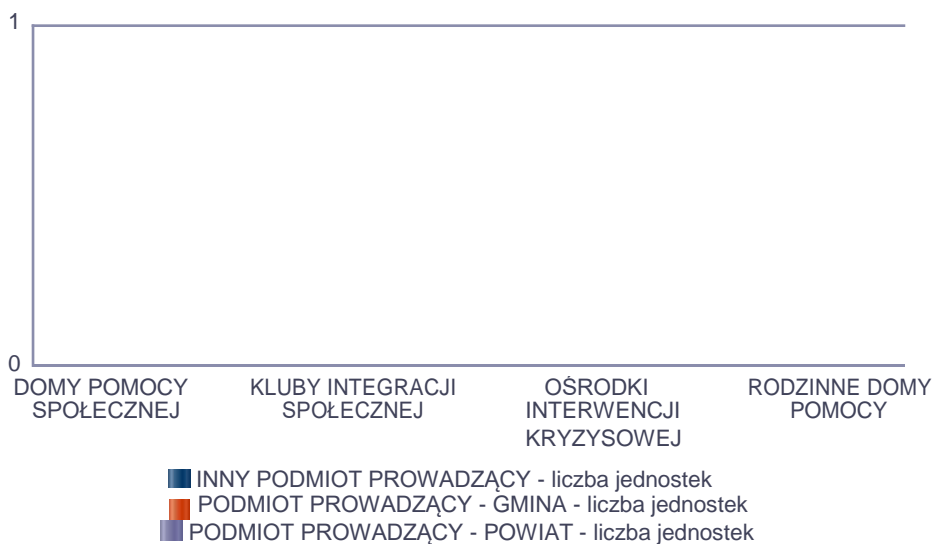 1
0
DOMY POMOCY SPOŁECZNEJ
KLUBY INTEGRACJI SPOŁECZNEJ
OŚRODKI INTERWENCJI KRYZYSOWEJ
RODZINNE DOMY POMOCY
INNY PODMIOT PROWADZĄCY - liczba jednostek
PODMIOT PROWADZĄCY - GMINA - liczba jednostek
PODMIOT PROWADZĄCY - POWIAT - liczba jednostek